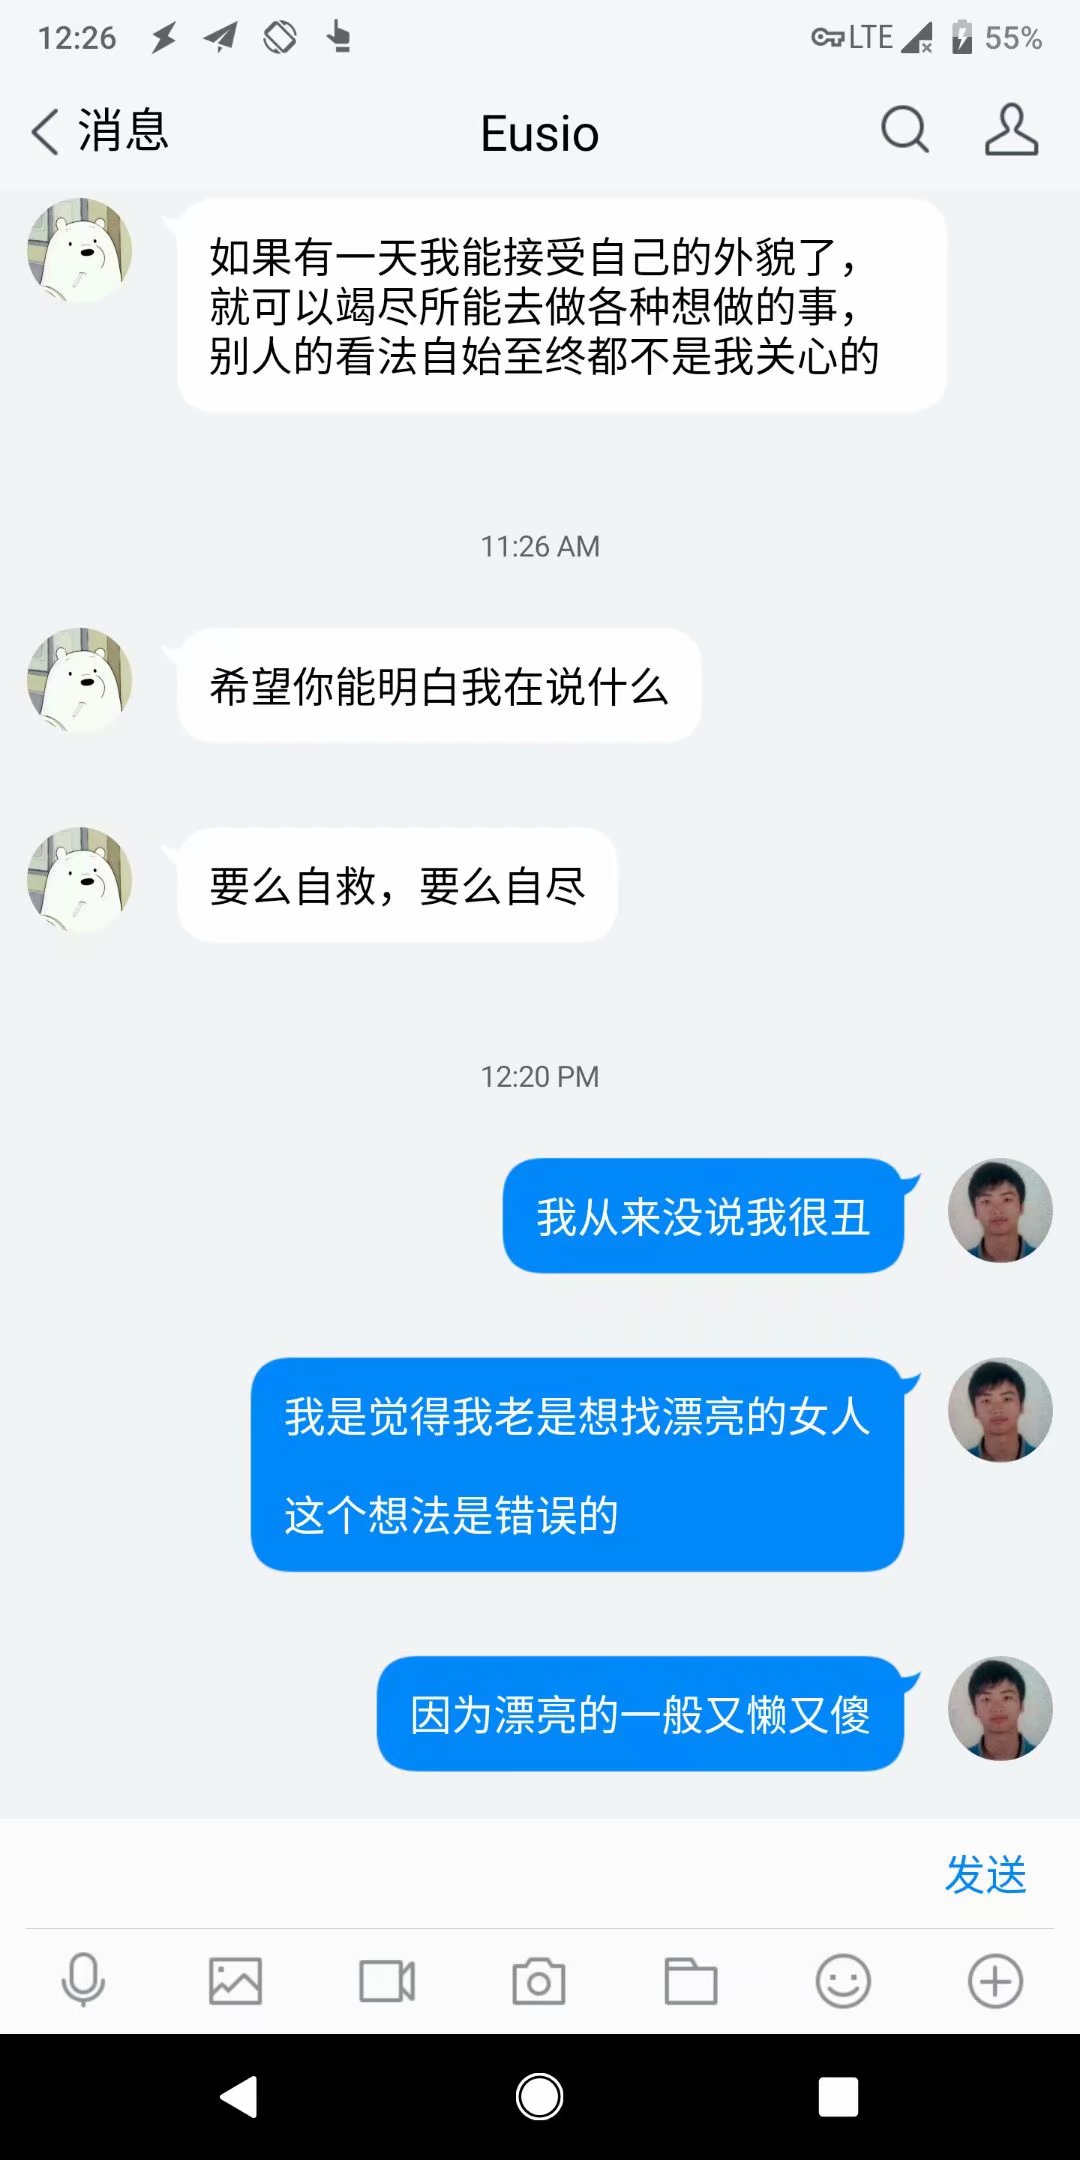 12:26
LTE
55%
消息
Eusio
如果有一天我能接受自己的外貌了，
就可以竭尽所能去做各种想做的事，
别人的看法自始至终都不是我关心的
11:26 AM
希望你能明白我在说什么
要么自救，要么自尽
12:20 PM
我从来没说我很丑
我是觉得我老是想找漂亮的女人
这个想法是错误的
因为漂亮的一般又懒又傻
发送